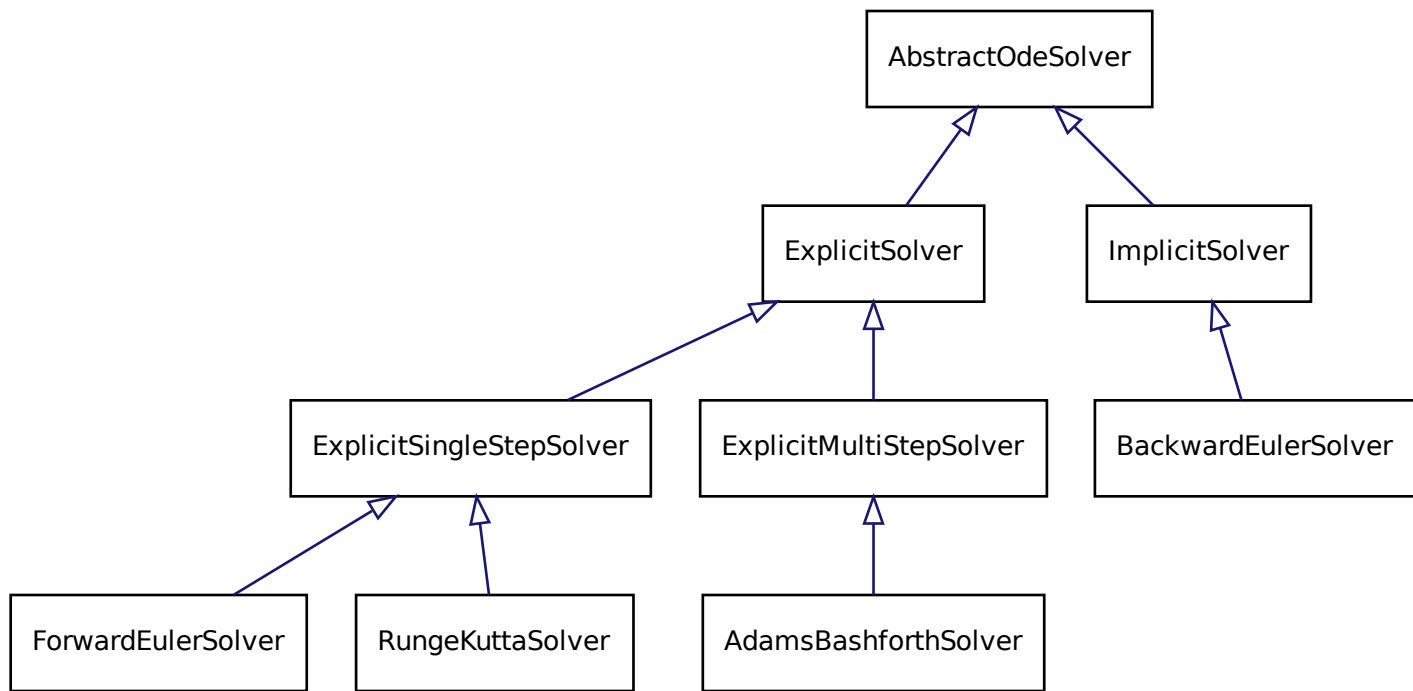 AbstractOdeSolver
ExplicitSolver
ImplicitSolver
ExplicitSingleStepSolver
ExplicitMultiStepSolver
BackwardEulerSolver
ForwardEulerSolver
RungeKuttaSolver
AdamsBashforthSolver